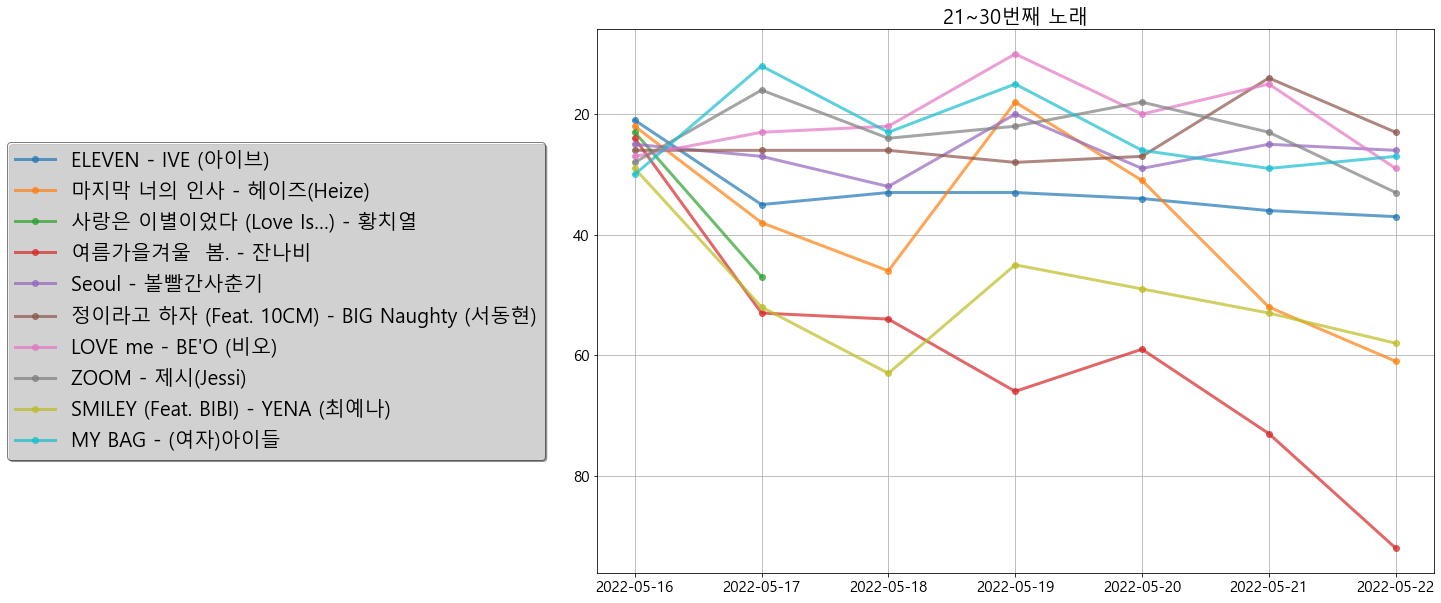 21~30번째 노래
ELEVEN - IVE (아이브)
마지막 너의 인사 - 헤이즈(Heize)
사랑은 이별이었다 (Love Is...) - 황치열
여름가을겨울  봄. - 잔나비
Seoul - 볼빨간사춘기
정이라고 하자 (Feat. 10CM) - BIG Naughty (서동현)
LOVE me - BE'O (비오)
ZOOM - 제시(Jessi)
SMILEY (Feat. BIBI) - YENA (최예나)
MY BAG - (여자)아이들
20
40
60
80
2022-05-16 2022-05-17 2022-05-18 2022-05-19 2022-05-20 2022-05-21 2022-05-22